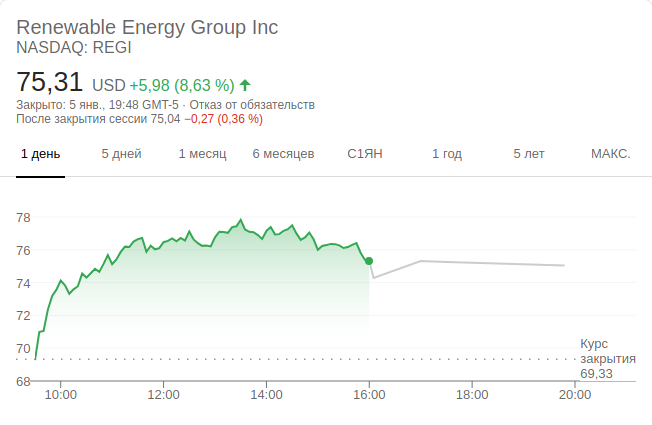 Renewable Energy Group Inc
NASDAQ: REGI
75,31 USD +5,98 (8,63 %)
Закрыто: 5 янв., 19:48 GMT-5 · Отказ от обязательств
После закрытия сессии 75,04 −0,27 (0,36 %)
1 день 5 дней 1 месяц 6 месяцев С1ЯН 1 год 5 лет МАКС.
78
76
74
72
70
68
Курс
закрытия
69,33
10:00 12:00 14:00 16:00 18:00 20:00